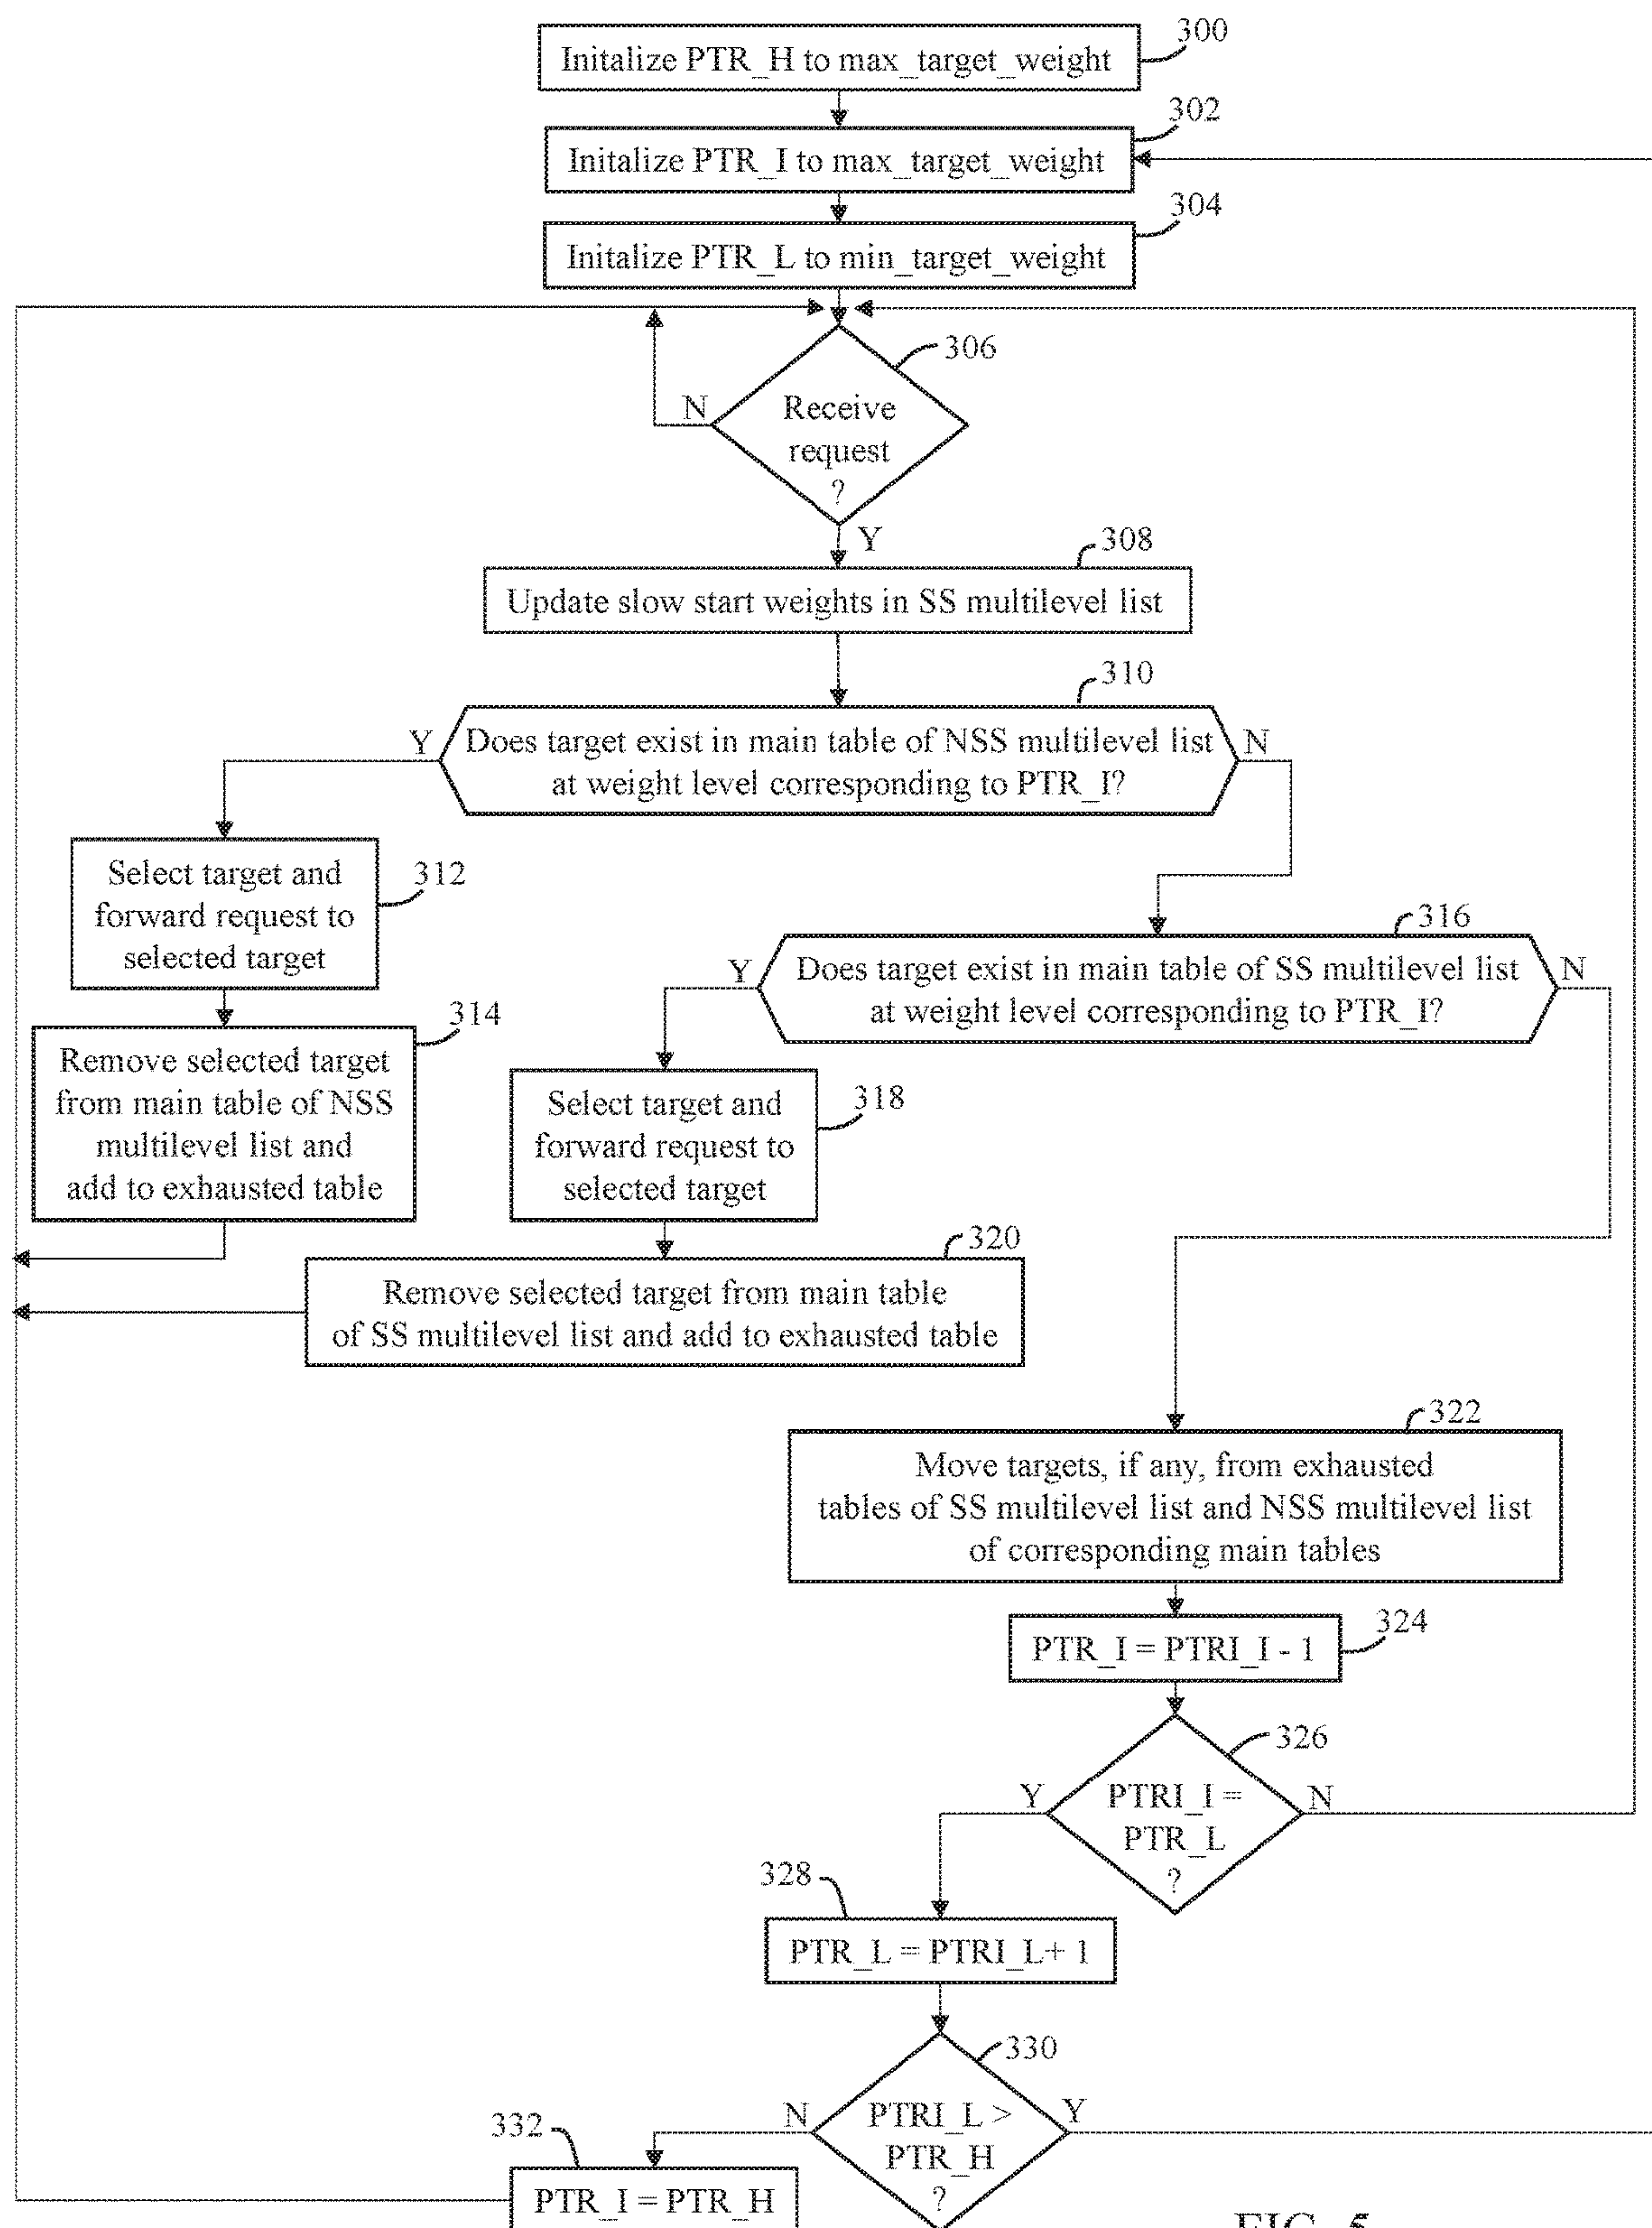 300
Initalize PTR_H to max_target_weight
302
Initalize PTR_I to max_target_weight
304
Initalize PTR_L to min_target_weight
306
N
Receive
request
?
Y
308
Update slow start weights in SS multilevel list
310
Y
Does target exist in main table of NSS multilevel list
at weight level corresponding to PTR_I?
N
312
Select target and
forward request to
selected target
316
Y
Does target exist in main table of SS multilevel list
at weight level corresponding to PTR_I?
N
314
Remove selected target
from main table of NSS
multilevel list and
add to exhausted table
318
Select target and
forward request to
selected target
320
Remove selected target from main table
of SS multilevel list and add to exhausted table
322
Move targets, if any, from exhausted
tables of SS multilevel list and NSS multilevel list
of corresponding main tables
324
PTR_I = PTRI_I - 1
326
Y
PTRI_I =
PTR_L
?
N
328
PTR_L = PTRI_L+ 1
330
N
PTRI_L >
PTR_H
?
Y
332
PTR_I = PTR_H
FIG. 5